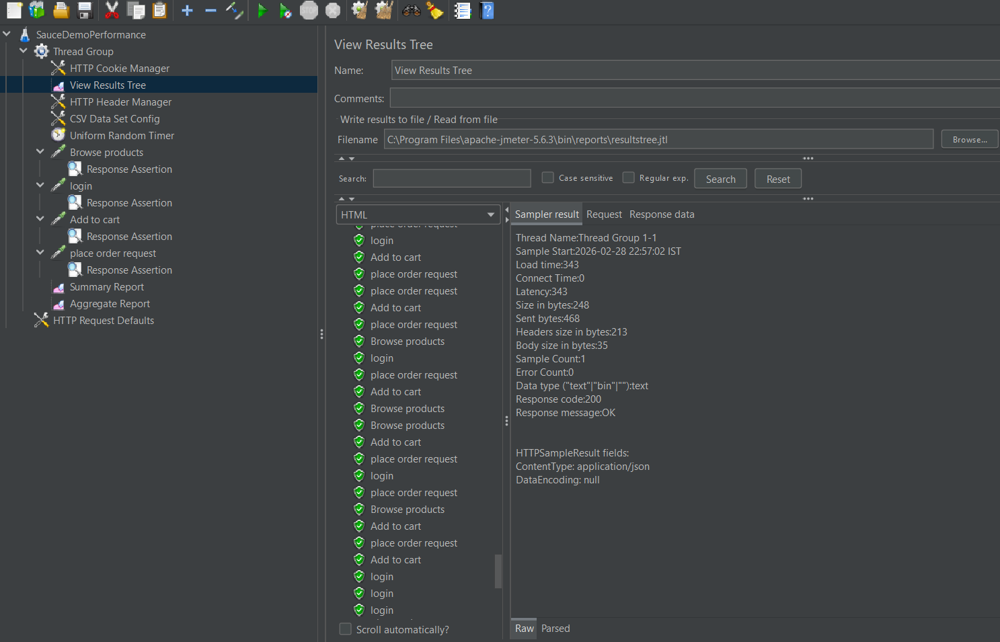 STOP
SauceDemoPerformance
Thread Group
HTTP Cookie Manager
View Results Tree
HTTP Header Manager
CSV Data Set Config
Uniform Random Timer
Browse products
Response Assertion
login
Response Assertion
Add to cart
Response Assertion
place order request
Response Assertion
Summary Report
Aggregate Report
HTTP Request Defaults
View Results Tree
Name: View Results Tree
Comments:
Write results to file / Read from file
Filename C:\Program Files\apache-jmeter-5.6.3\bin\reports\resultstree.jtl Browse...
Search: Case sensitive Regular exp. Search Reset
HTML
place order request
login
Add to cart
place order request
place order request
Add to cart
place order request
Browse products
login
place order request
Add to cart
Browse products
Browse products
Add to cart
place order request
login
place order request
Browse products
Add to cart
place order request
Add to cart
login
login
login
Scroll automatically?
Sampler result Request Response data
Thread Name:Thread Group 1-1
Sample Start:2026-02-28 22:57:02 IST
Load time:343
Connect Time:0
Latency:343
Size in bytes:248
Sent bytes:468
Headers size in bytes:213
Body size in bytes:35
Sample Count:1
Error Count:0
Data type ("text"|"bin"|""):text
Response code:200
Response message:OK
HTTPSampleResult fields:
ContentType: application/json
DataEncoding: null
Raw Parsed